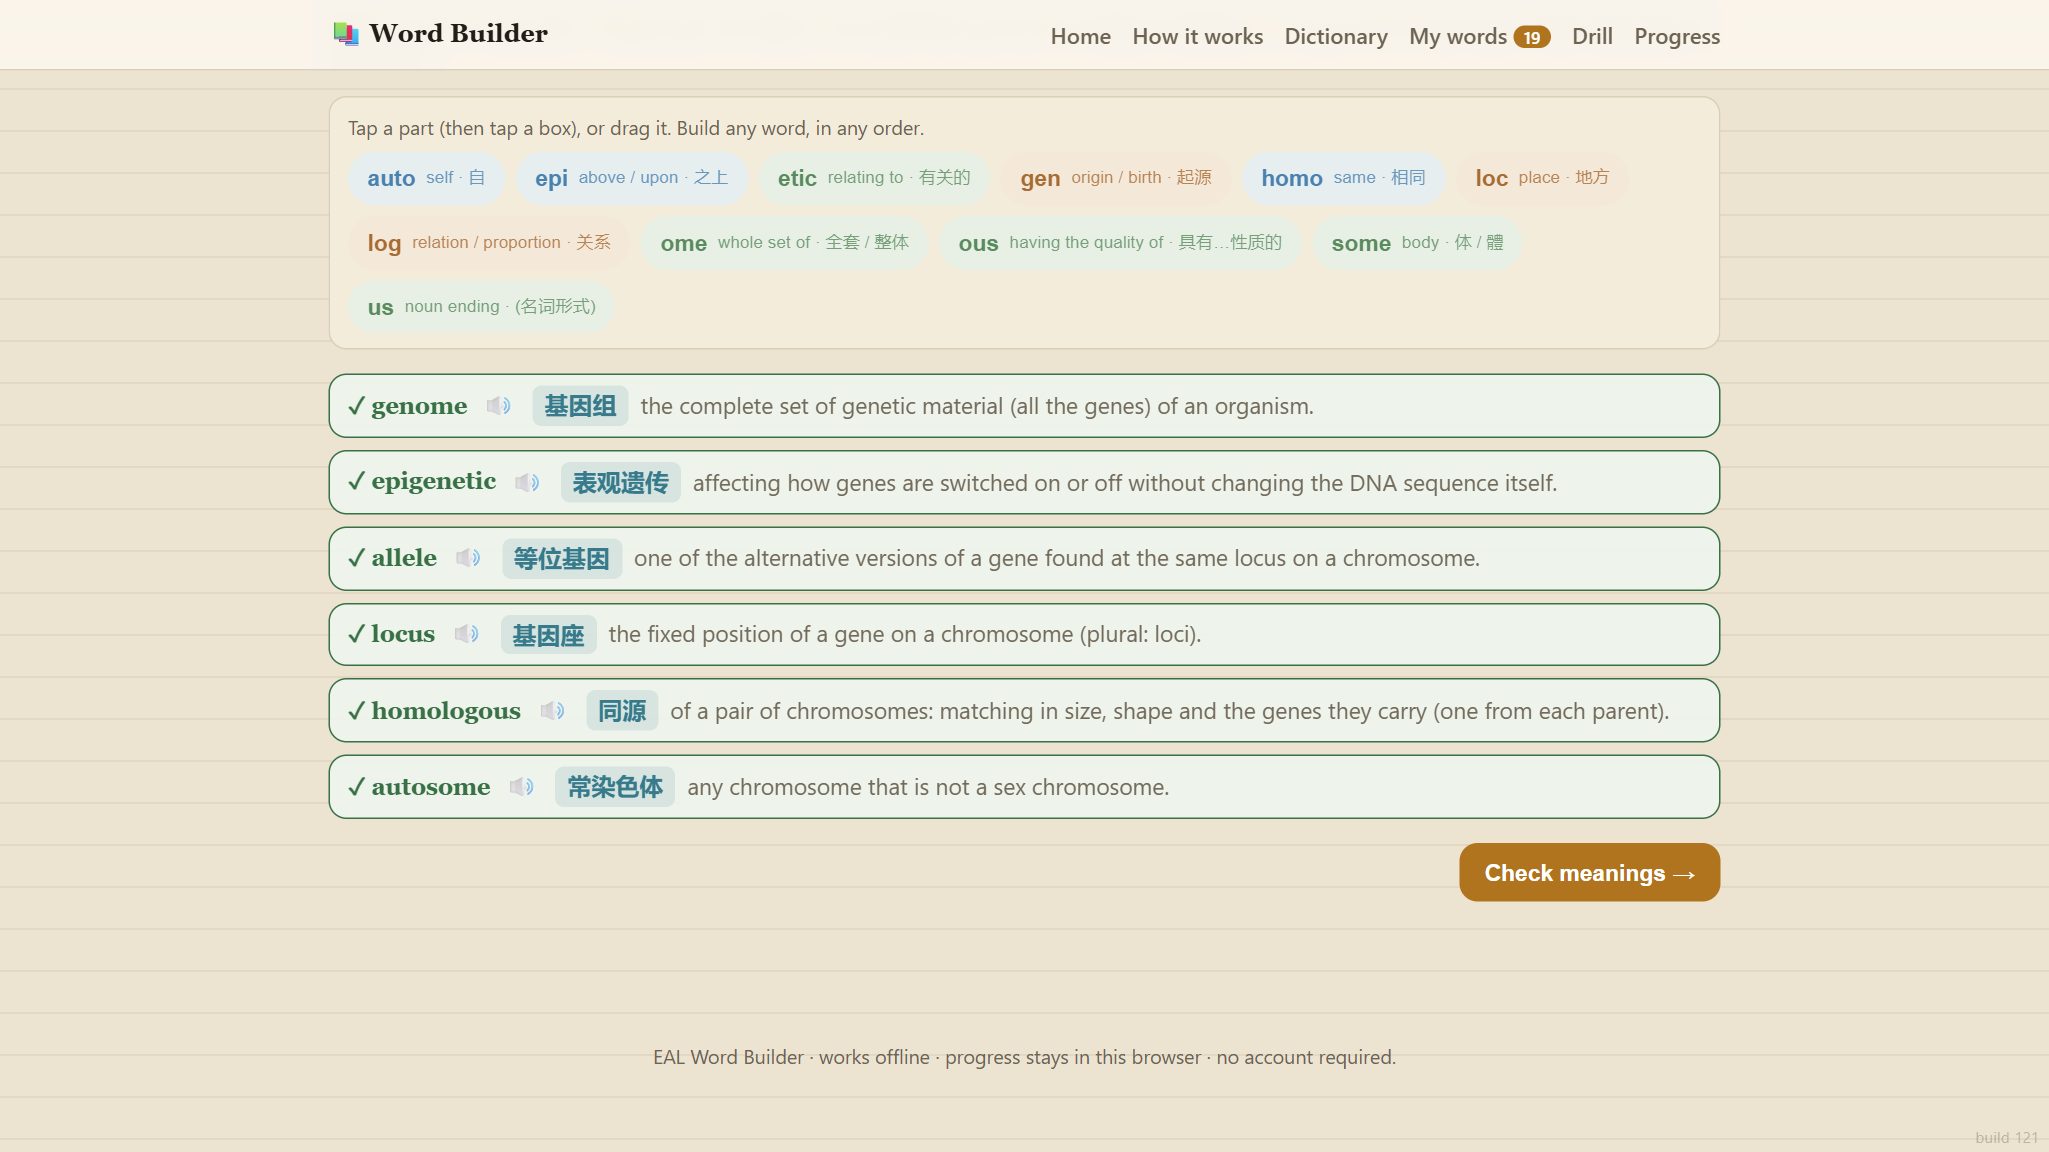 Word Builder
Home How it works Dictionary My words 19 Drill Progress
Tap a part (then tap a box), or drag it. Build any word, in any order.
auto self · 自 epi above / upon · 之上 etic relating to · 有关的 gen origin / birth · 起源 homo same · 相同 loc place · 地方
log relation / proportion · 关系 ome whole set of · 全套 / 整体 ous having the quality of · 具有...性质的 some body · 体 / 體
us noun ending · (名词形式)
✓ genome 基因组 the complete set of genetic material (all the genes) of an organism.
✓ epigenetic 表观遗传 affecting how genes are switched on or off without changing the DNA sequence itself.
✓ allele 等位基因 one of the alternative versions of a gene found at the same locus on a chromosome.
✓ locus 基因座 the fixed position of a gene on a chromosome (plural: loci).
✓ homologous 同源 of a pair of chromosomes: matching in size, shape and the genes they carry (one from each parent).
✓ autosome 常染色体 any chromosome that is not a sex chromosome.
Check meanings →
EAL Word Builder · works offline · progress stays in this browser · no account required.
build 121